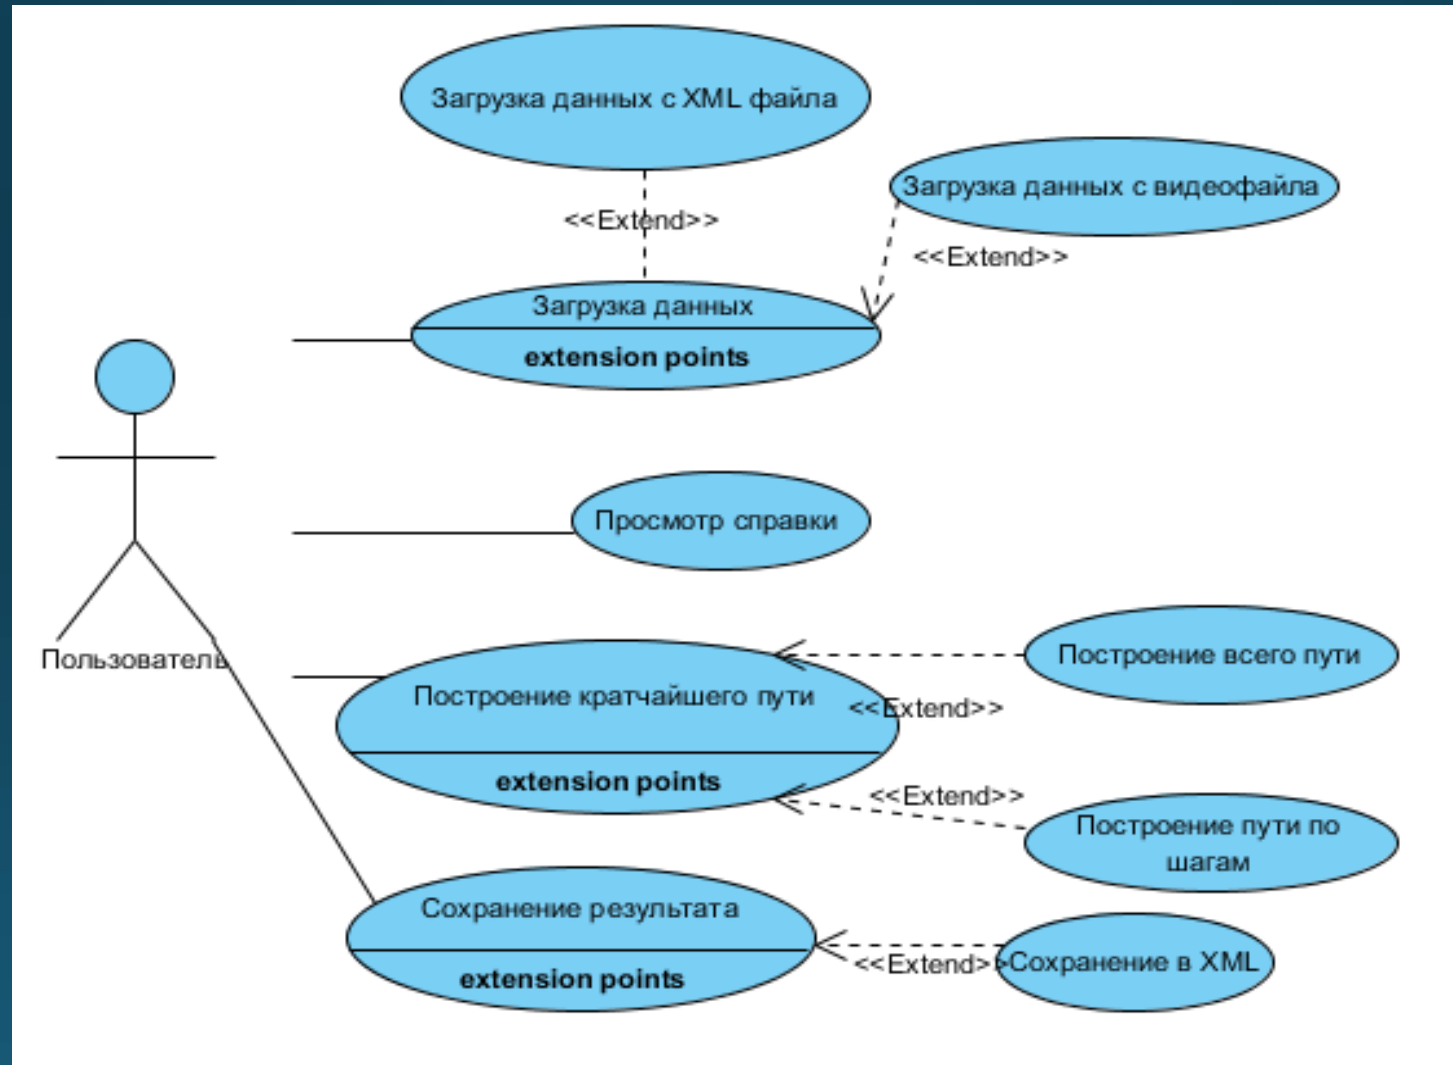 Загрузка данных с XML файла
Загрузка данных с видеофайла
<<Extend>>
<<Extend>>
Загрузка данных
extension points
Просмотр справки
Пользователь
Построение всего пути
Построение кратчайшего пути
<<Extend>>
extension points
<<Extend>>
Построение пути по
шагам
Сохранение результата
<<Extend>>
Сохранение в XML
extension points